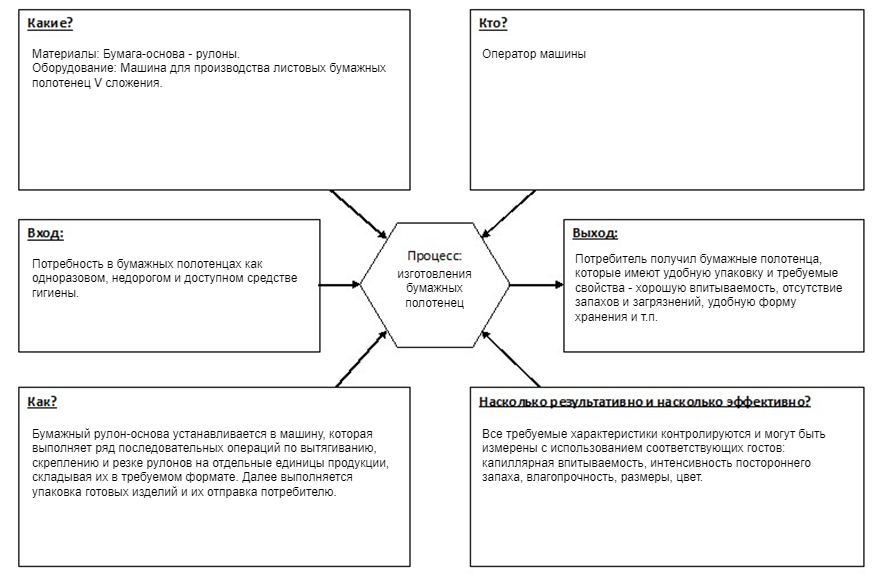 Какие?
Материалы: Бумага-основа - рулоны.
Оборудование: Машина для производства листовых бумажных
полотенец V сложения.
Кто?
Оператор машины
Вход:
Потребность в бумажных полотенцах как
одноразовом, недорогом и доступном средстве
гигиены.
Процесс:
изготовления
бумажных
полотенец
Выход:
Потребитель получил бумажные полотенца,
которые имеют удобную упаковку и требуемые
свойства - хорошую впитываемость, отсутствие
запахов и загрязнений, удобную форму
хранения и т.п.
Как?
Бумажный рулон-основа устанавливается в машину, которая
выполняет ряд последовательных операций по вытягиванию,
скреплению и резке рулонов на отдельные единицы продукции,
складывая их в требуемом формате. Далее выполняется
упаковка готовых изделий и их отправка потребителю.
Насколько результативно и насколько эффективно?
Все требуемые характеристики контролируются и могут быть
измерены с использованием соответствующих гостов:
капиллярная впитываемость, интенсивность постороннего
запаха, влагопрочность, размеры, цвет.